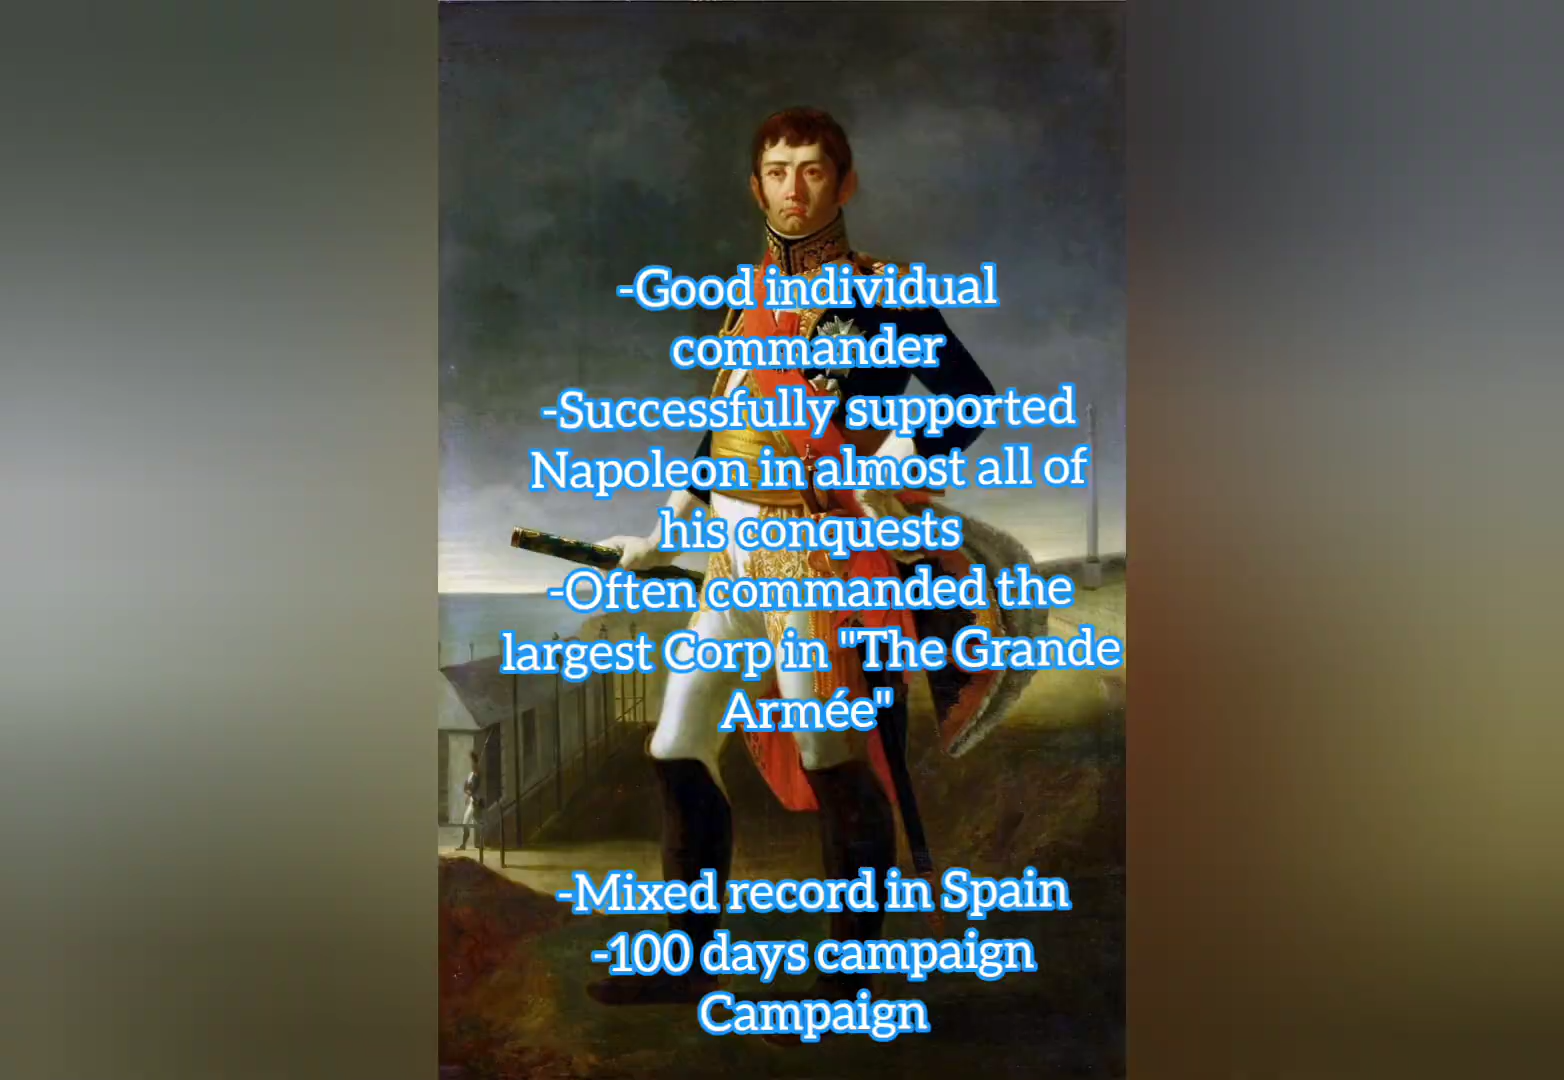 -Good individual
commander
-Successfully supported
Napoleon in almost all of
his conquests
-Often commanded the
largest Corp in "The Grande
Armée"
-Mixed record in Spain
-100 days campaign
Campaign